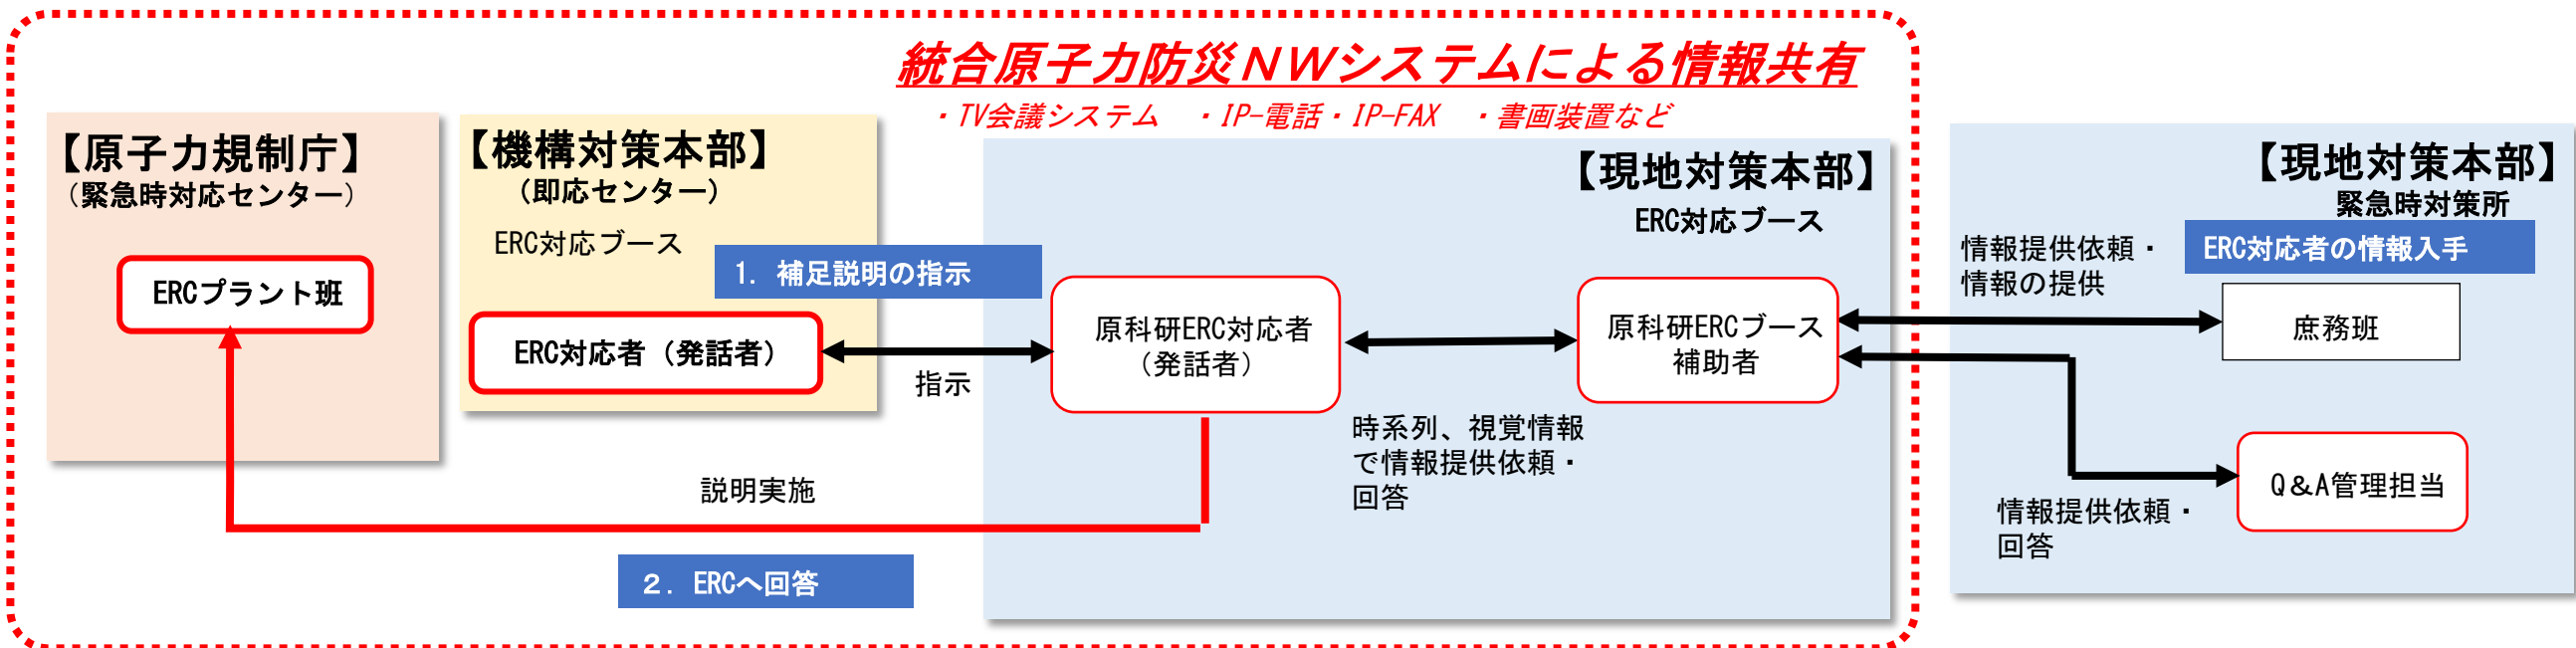 統合原子力防災ＮＷシステムによる情報共有
・TV会議システム　・IP-電話・IP-FAX　・書画装置など
【原子力規制庁】
（緊急時対応センター）
ERCプラント班
【機構対策本部】
（即応センター）
ERC対応ブース
1. 補足説明の指示
ERC対応者（発話者）
指示
【現地対策本部】
ERC対応ブース
原科研ERC対応者
（発話者）
原科研ERCブース
補助者
時系列、視覚情報
で情報提供依頼・
回答
説明実施
２．ERCへ回答
【現地対策本部】
緊急時対策所
ERC対応者の情報入手
情報提供依頼・
情報の提供
庶務班
Q＆A管理担当
情報提供依頼・
回答